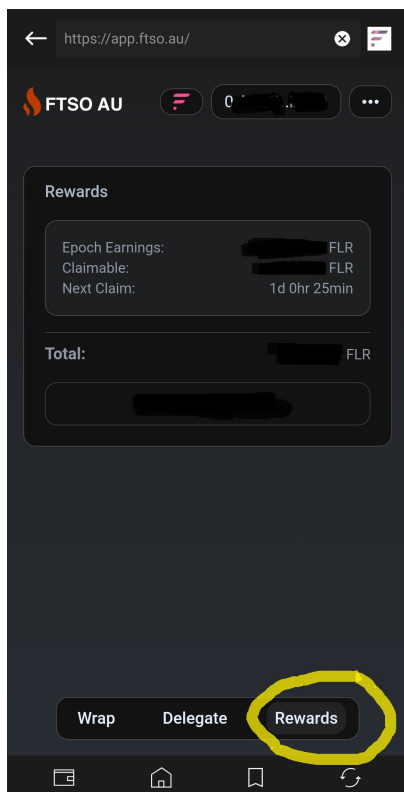 https://app.ftso.au/
FTSO AU
Rewards
Epoch Earnings: FLR
Claimable: FLR
Next Claim: 1d 0hr 25min
Total: FLR
Wrap Delegate Rewards